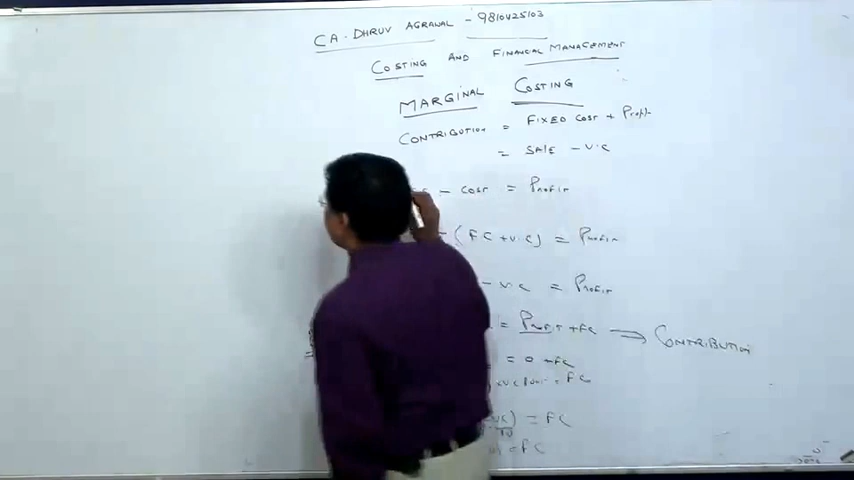 CA. DHRUV AGRAWAL - 9810425103
COSTING AND FINANCIAL MANAGEMENT
MARGINAL COSTING
CONTRIBUTION = FIXED COST + Profit
= SALE - V.C
- COST = PROFIT
(FC + V.C) = PROFIT
- V.C = PROFIT
= PROFIT + FC ⟹ CONTRIBUTION
= 0 + FC
= FC
= FC
= FC